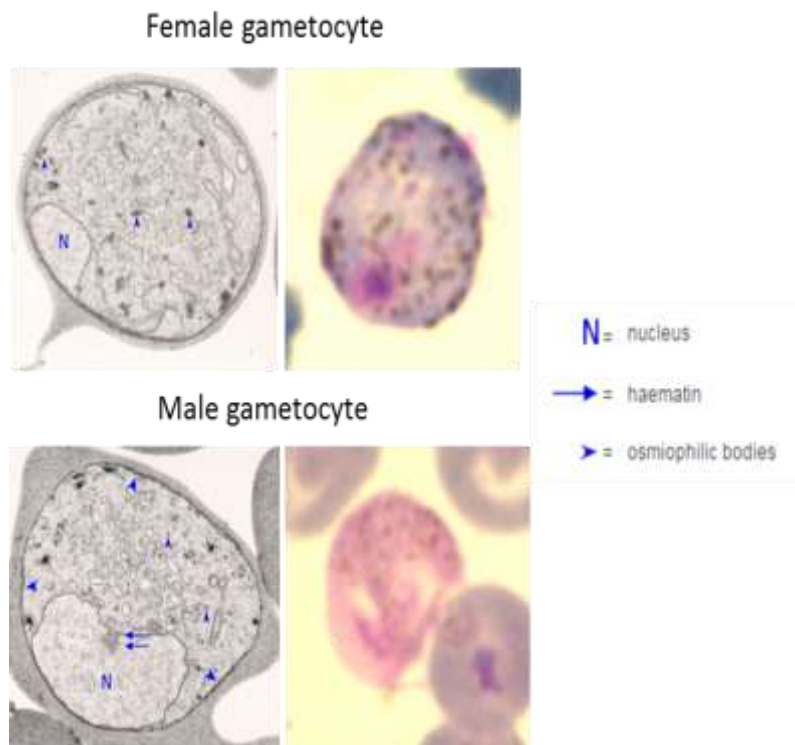 Female gametocyte
N
N = nucleus
= haematin
= osmiophilic bodies
Male gametocyte
N